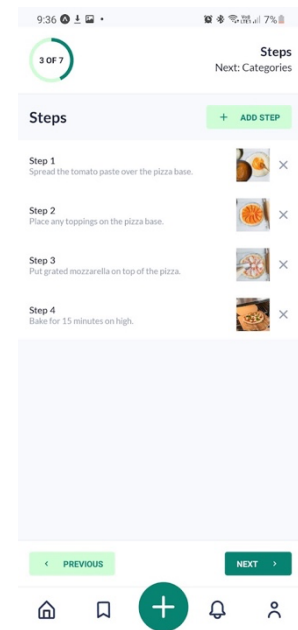 9:36 7%
3 OF 7
Steps
Next: Categories
Steps
+ ADD STEP
Step 1
Spread the tomato paste over the pizza base.
Step 2
Place any toppings on the pizza base.
Step 3
Put grated mozzarella on top of the pizza.
Step 4
Bake for 15 minutes on high.
< PREVIOUS
NEXT >